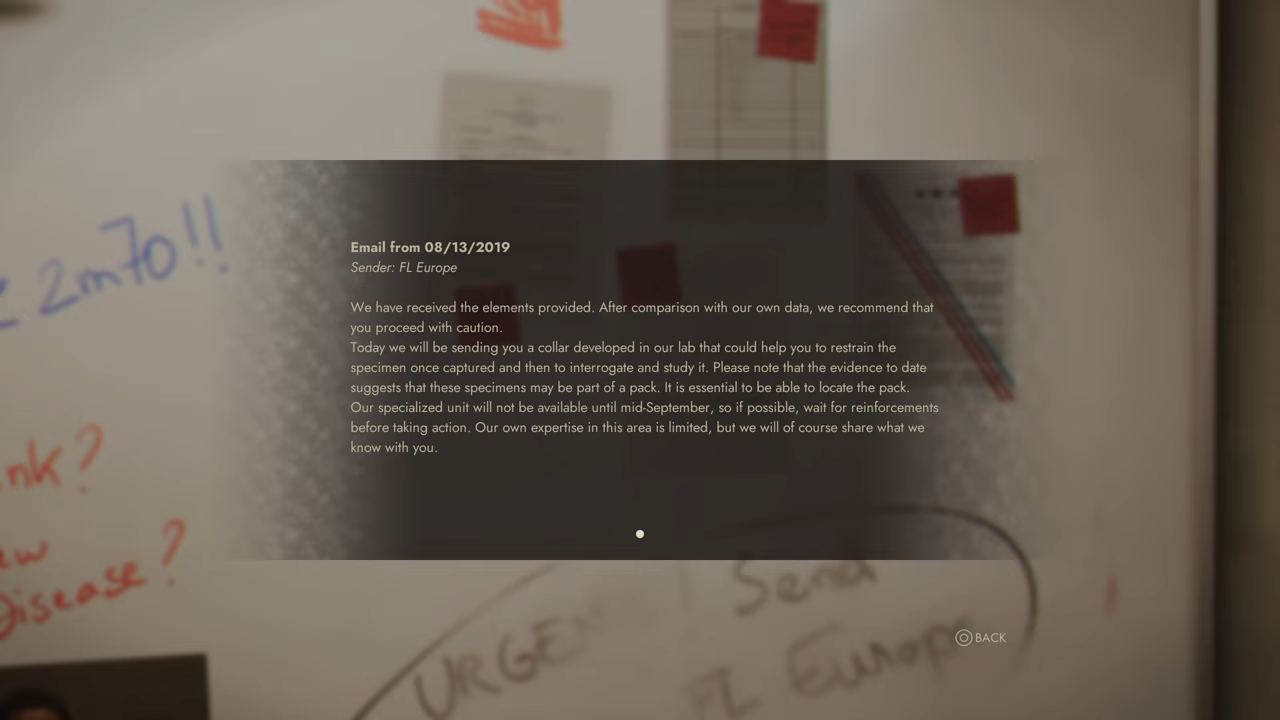 2m70!!
Email from 08/13/2019
Sender: FL Europe
We have received the elements provided. After comparison with our own data, we recommend that
you proceed with caution.
Today we will be sending you a collar developed in our lab that could help you to restrain the
specimen once captured and then to interrogate and study it. Please note that the evidence to date
suggests that these specimens may be part of a pack. It is essential to be able to locate the pack.
Our specialized unit will not be available until mid-September, so if possible, wait for reinforcements
before taking action. Our own expertise in this area is limited, but we will of course share what we
know with you.
Disease?
Send
FL Europe
BACK